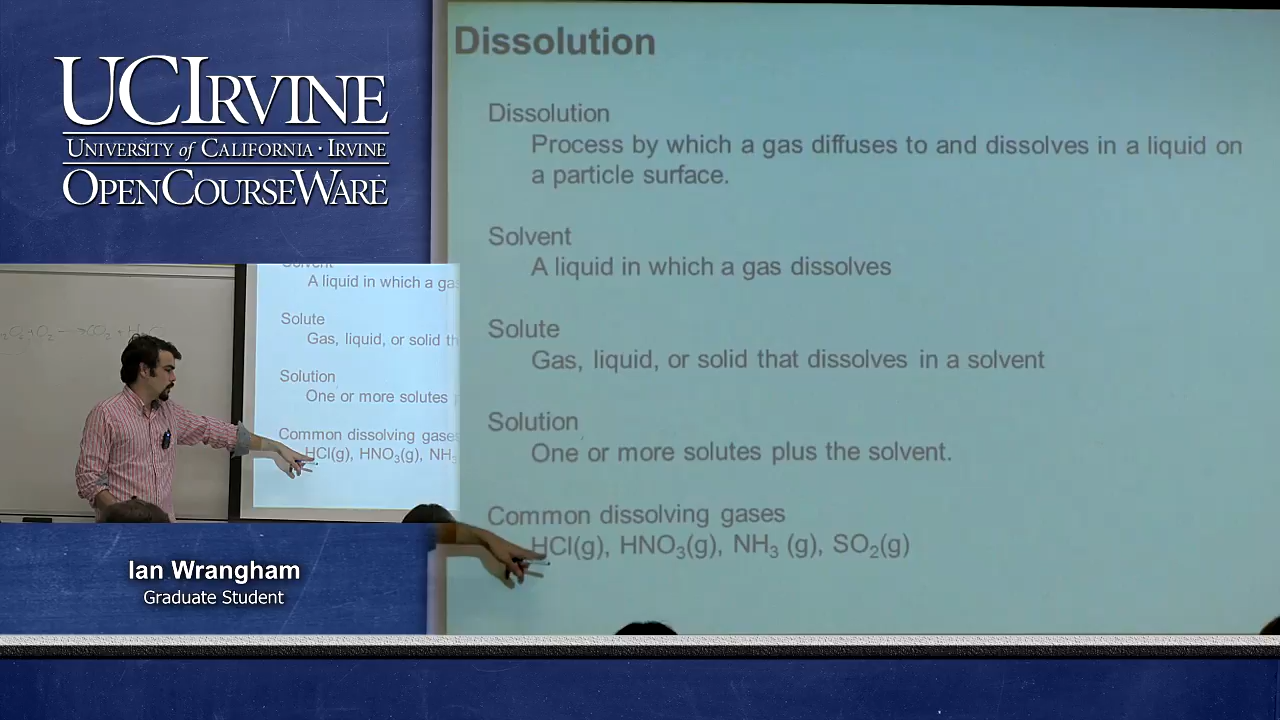 UCIRVINE
UNIVERSITY of CALIFORNIA · IRVINE
OPENCOURSEWARE
Solvent
A liquid in which a gas
Solute
Gas, liquid, or solid th
Solution
One or more solutes
Common dissolving gases
HCl(g), HNO₃(g), NH₃
Ian Wrangham
Graduate Student
Dissolution
Dissolution
Process by which a gas diffuses to and dissolves in a liquid on
a particle surface.
Solvent
A liquid in which a gas dissolves
Solute
Gas, liquid, or solid that dissolves in a solvent
Solution
One or more solutes plus the solvent.
Common dissolving gases
HCl(g), HNO₃(g), NH₃ (g), SO₂(g)